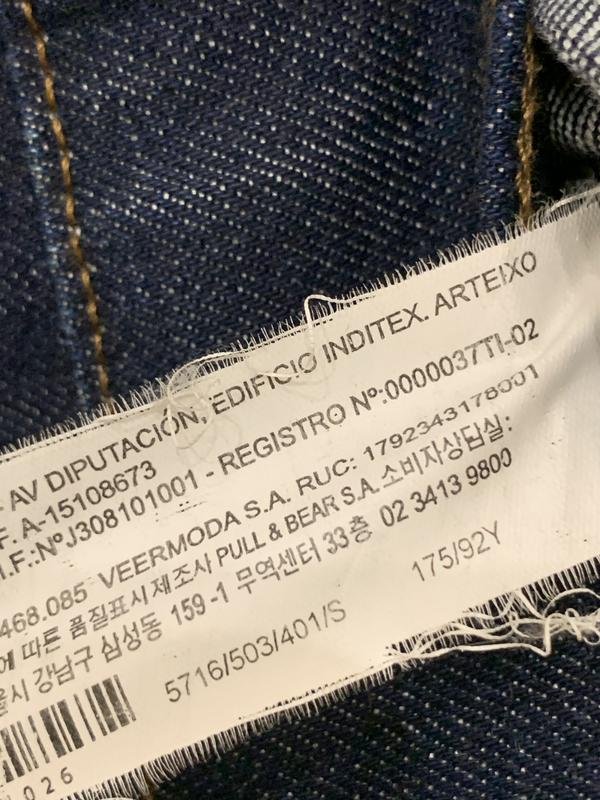 AV DIPUTACIÓN, EDIFICIO INDITEX. ARTEIXO
F. A-15108673
I.F.:NºJ308101001 - REGISTRO Nº:0000037TI-02
468.085 VEERMODA S.A. RUC: 1792343178001
에 따른 품질표시제조사 PULL & BEAR S.A.소비자상담실:
울시 강남구 삼성동 159-1 무역센터 33층 02 3413 9800
5716/503/401/S 175/92Y
026